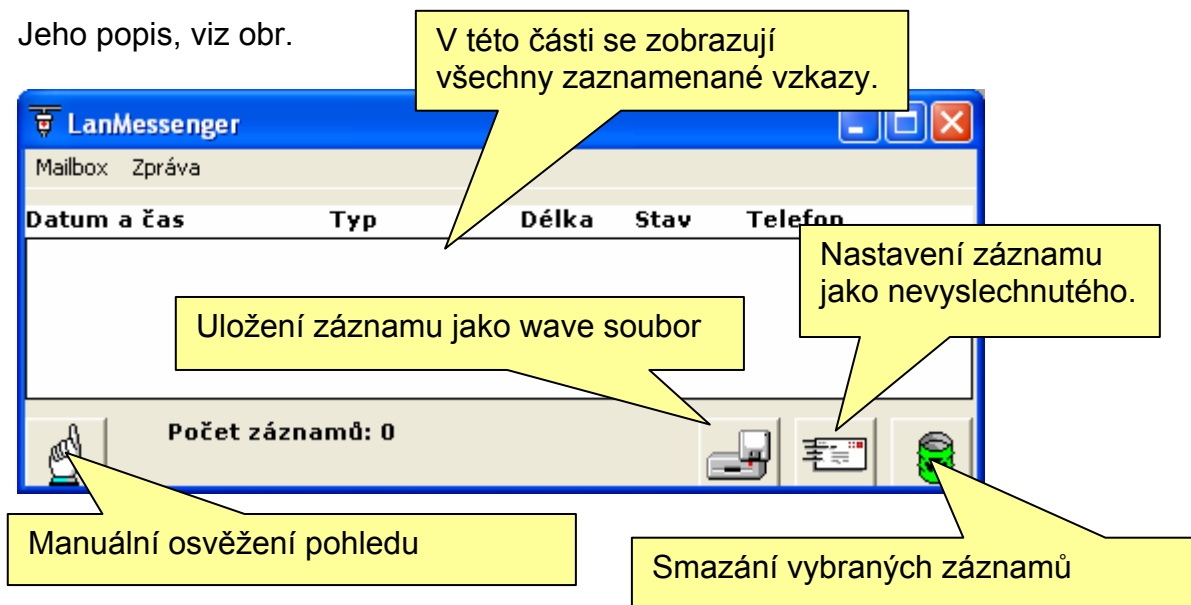 Jeho popis, viz obr.
V této části se zobrazují
všechny zaznamenané vzkazy.
LanMessenger
Mailbox Zpráva
Datum a čas Typ Délka Stav Telefon
Nastavení záznamu
jako nevyslechnutého.
Uložení záznamu jako wave soubor
Počet záznamů: 0
Manuální osvěžení pohledu
Smazání vybraných záznamů